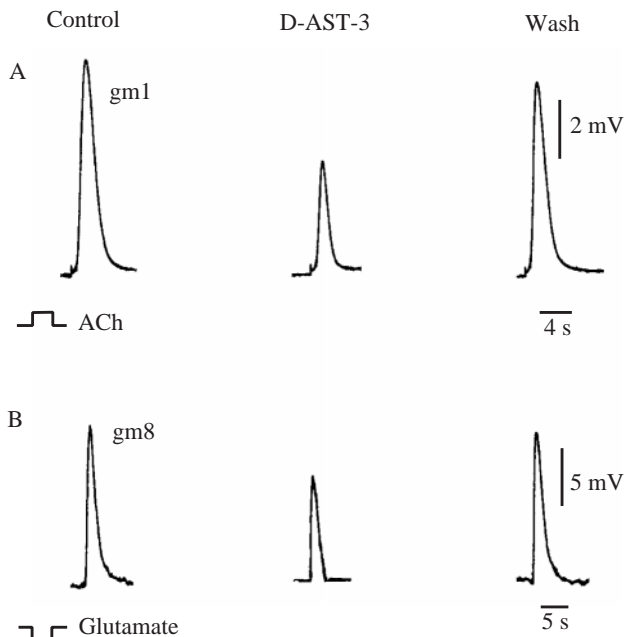 Control D-AST-3 Wash
A
gm1
2 mV
ACh
4 s
B
gm8
5 mV
Glutamate
5 s